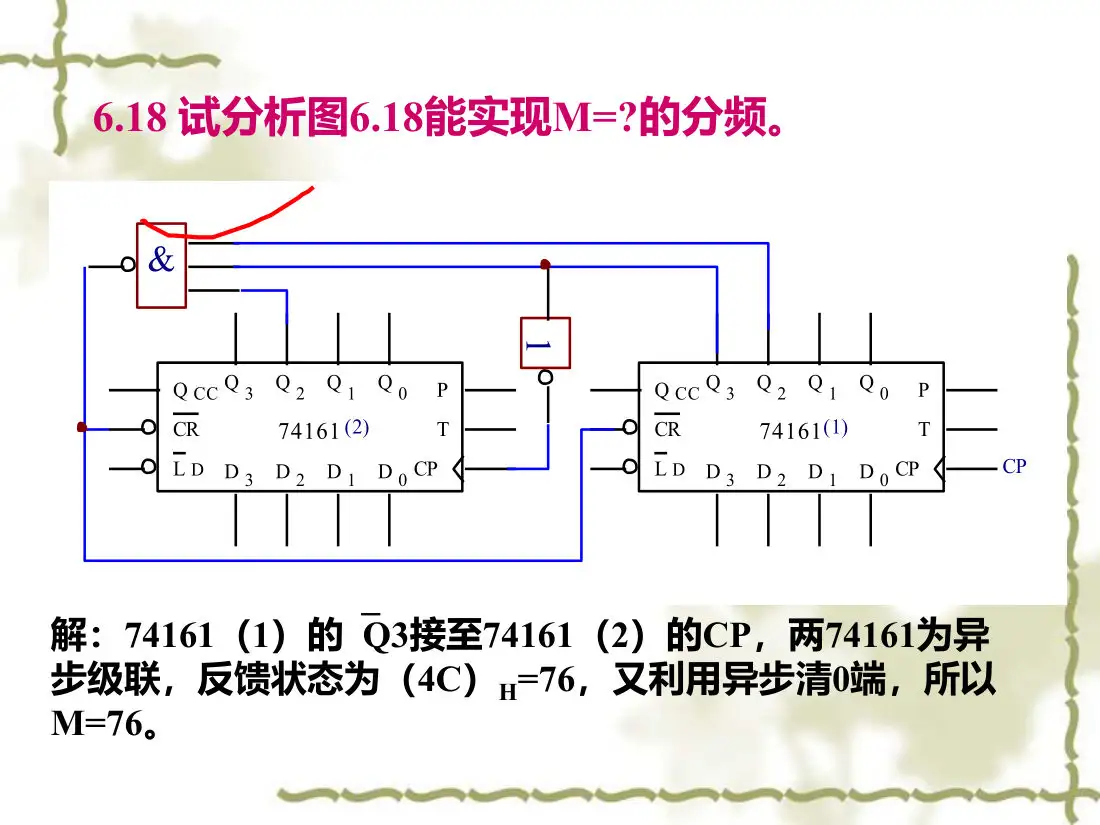 6.18 试分析图6.18能实现M=?的分频。
&
1
Q CC Q 3 Q 2 Q 1 Q 0 P
CR 74161 (2) T
L D D 3 D 2 D 1 D 0 CP
Q CC Q 3 Q 2 Q 1 Q 0 P
CR 74161 (1) T
L D D 3 D 2 D 1 D 0 CP
CP
解：74161（1）的 Q̅3接至74161（2）的CP，两74161为异
步级联，反馈状态为（4C）H=76，又利用异步清0端，所以
M=76。